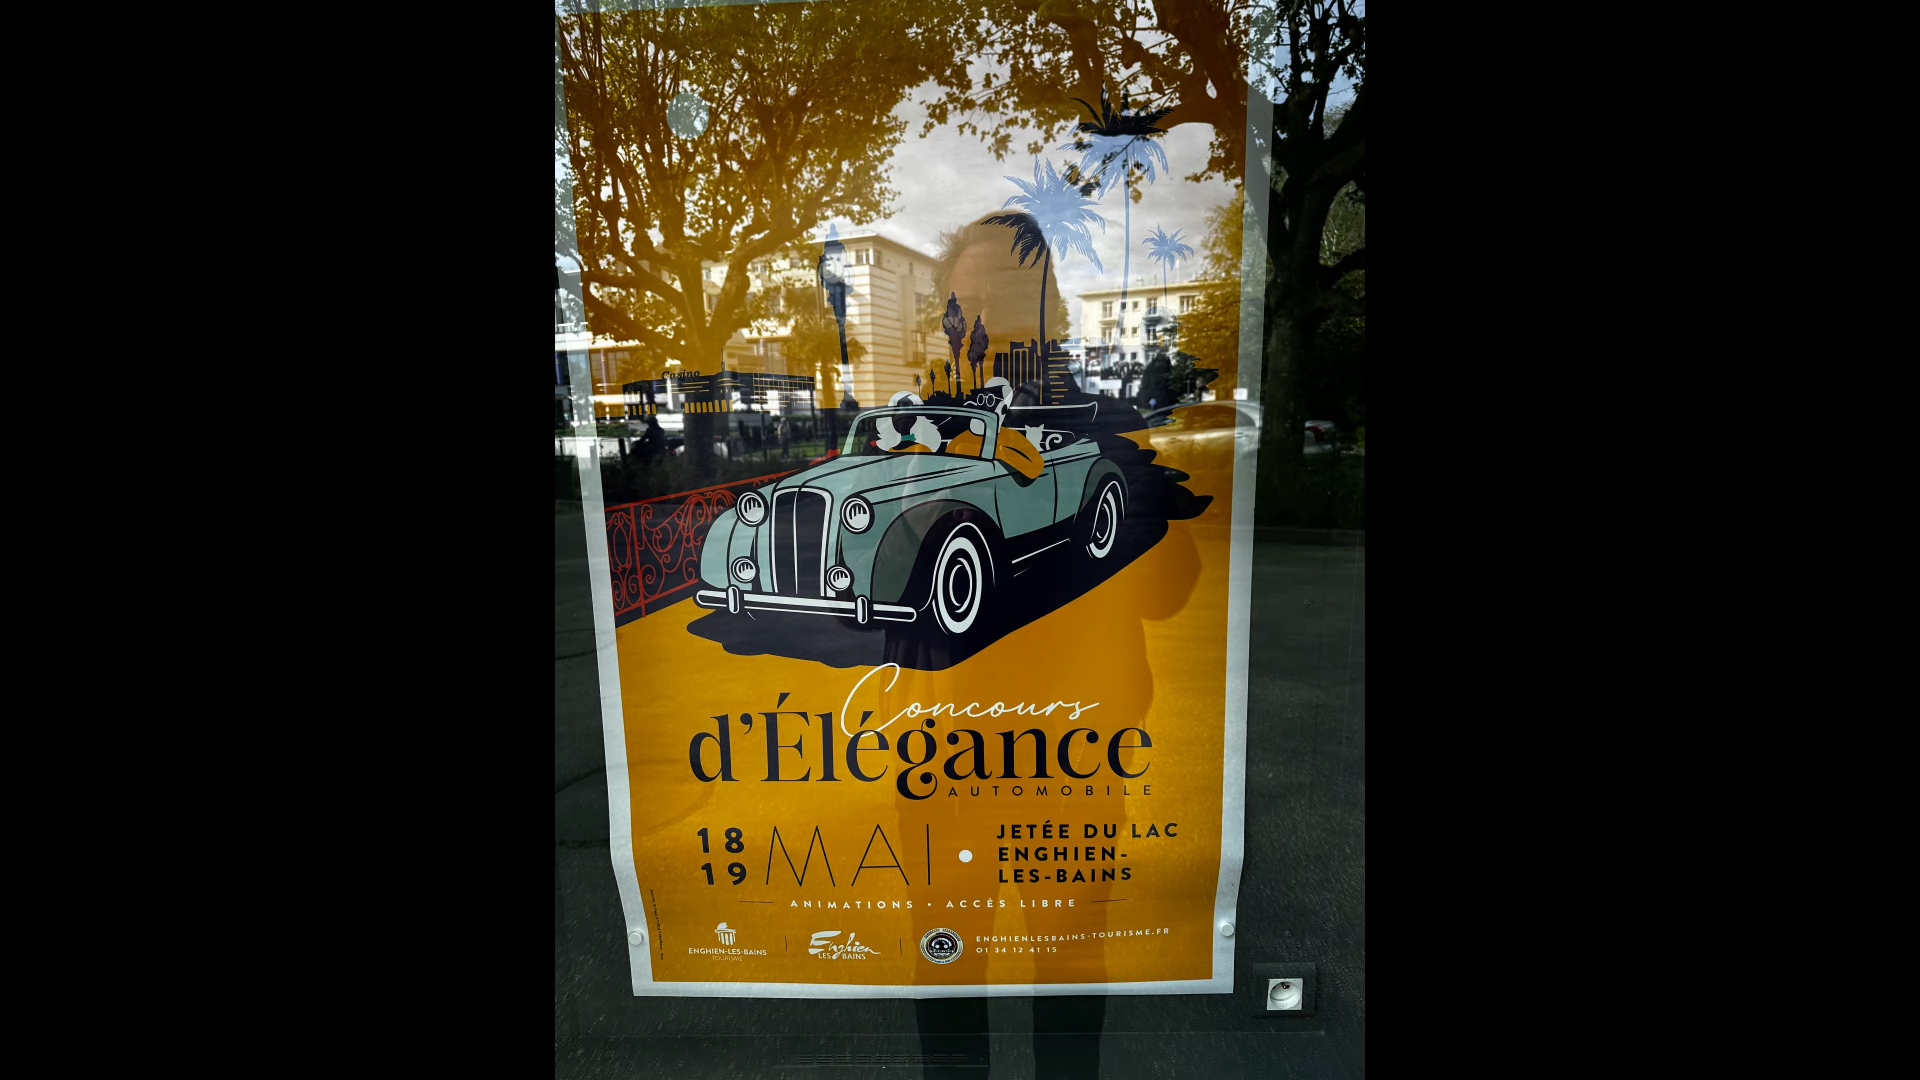 Casino
Concours
d'Élégance
AUTOMOBILE
18
19
MAI
JETÉE DU LAC
ENGHIEN-
LES-BAINS
ANIMATIONS • ACCÈS LIBRE
ENGHIEN-LES-BAINS
TOURISME
Enghien
LES BAINS
ENGHIENLESBAINS-TOURISME.FR
01 34 12 41 15